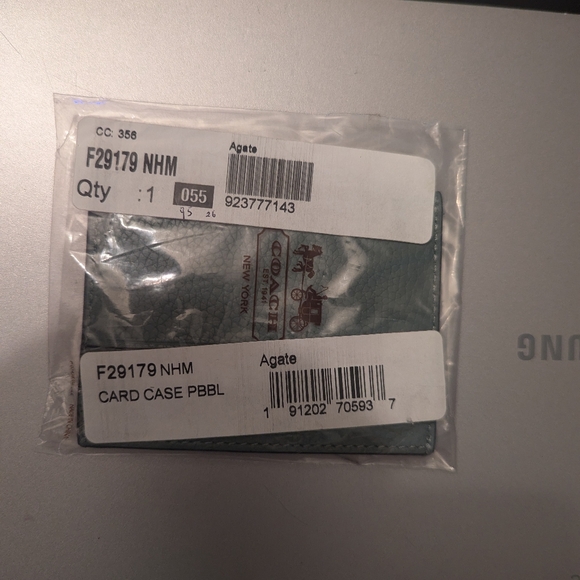 CC: 356
F29179 NHM
Qty :1 055
Agate
923777143
COACH
EST. 1941
NEW YORK
F29179 NHM
CARD CASE PBBL
Agate
1 91202 70593 7
UNG